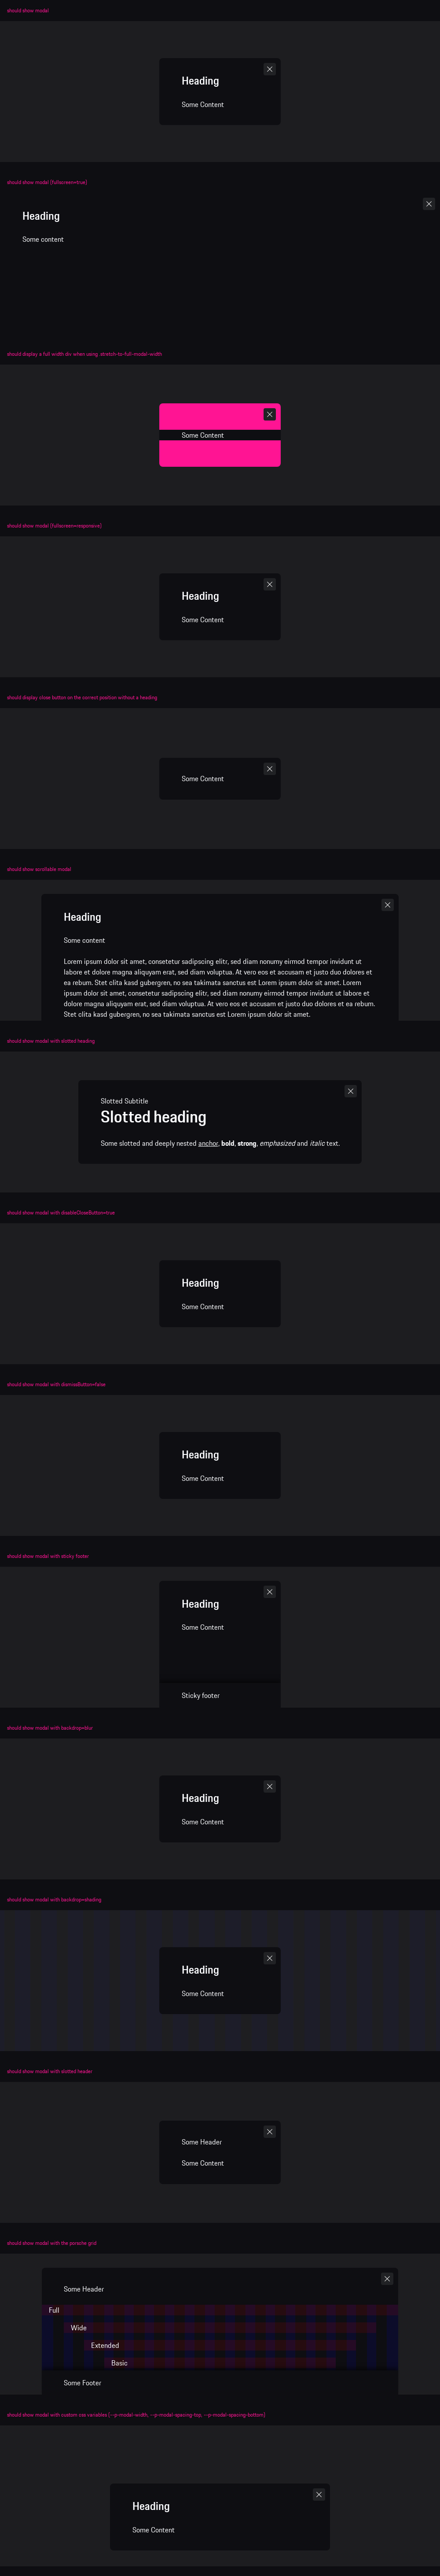 should show modal
Heading
Some Content
should show modal (fullscreen=true)
Heading
Some content
should display a full width div when using .stretch-to-full-modal-width
Some Content
should show modal (fullscreen=responsive)
Heading
Some Content
should display close button on the correct position without a heading
Some Content
should show scrollable modal
Heading
Some content
Lorem ipsum dolor sit amet, consetetur sadipscing elitr, sed diam nonumy eirmod tempor invidunt ut
labore et dolore magna aliquyam erat, sed diam voluptua. At vero eos et accusam et justo duo dolores et
ea rebum. Stet clita kasd gubergren, no sea takimata sanctus est Lorem ipsum dolor sit amet. Lorem
ipsum dolor sit amet, consetetur sadipscing elitr, sed diam nonumy eirmod tempor invidunt ut labore et
dolore magna aliquyam erat, sed diam voluptua. At vero eos et accusam et justo duo dolores et ea rebum.
Stet clita kasd gubergren, no sea takimata sanctus est Lorem ipsum dolor sit amet.
should show modal with slotted heading
Slotted Subtitle
Slotted heading
Some slotted and deeply nested anchor, bold, strong, emphasized and italic text.
should show modal with disableCloseButton=true
Heading
Some Content
should show modal with dismissButton=false
Heading
Some Content
should show modal with sticky footer
Heading
Some Content
Sticky footer
should show modal with backdrop=blur
Heading
Some Content
should show modal with backdrop=shading
Heading
Some Content
should show modal with slotted header
Some Header
Some Content
should show modal with the porsche grid
Some Header
Full
Wide
Extended
Basic
Some Footer
should show modal with custom css variables (--p-modal-width, --p-modal-spacing-top, --p-modal-spacing-bottom)
Heading
Some Content